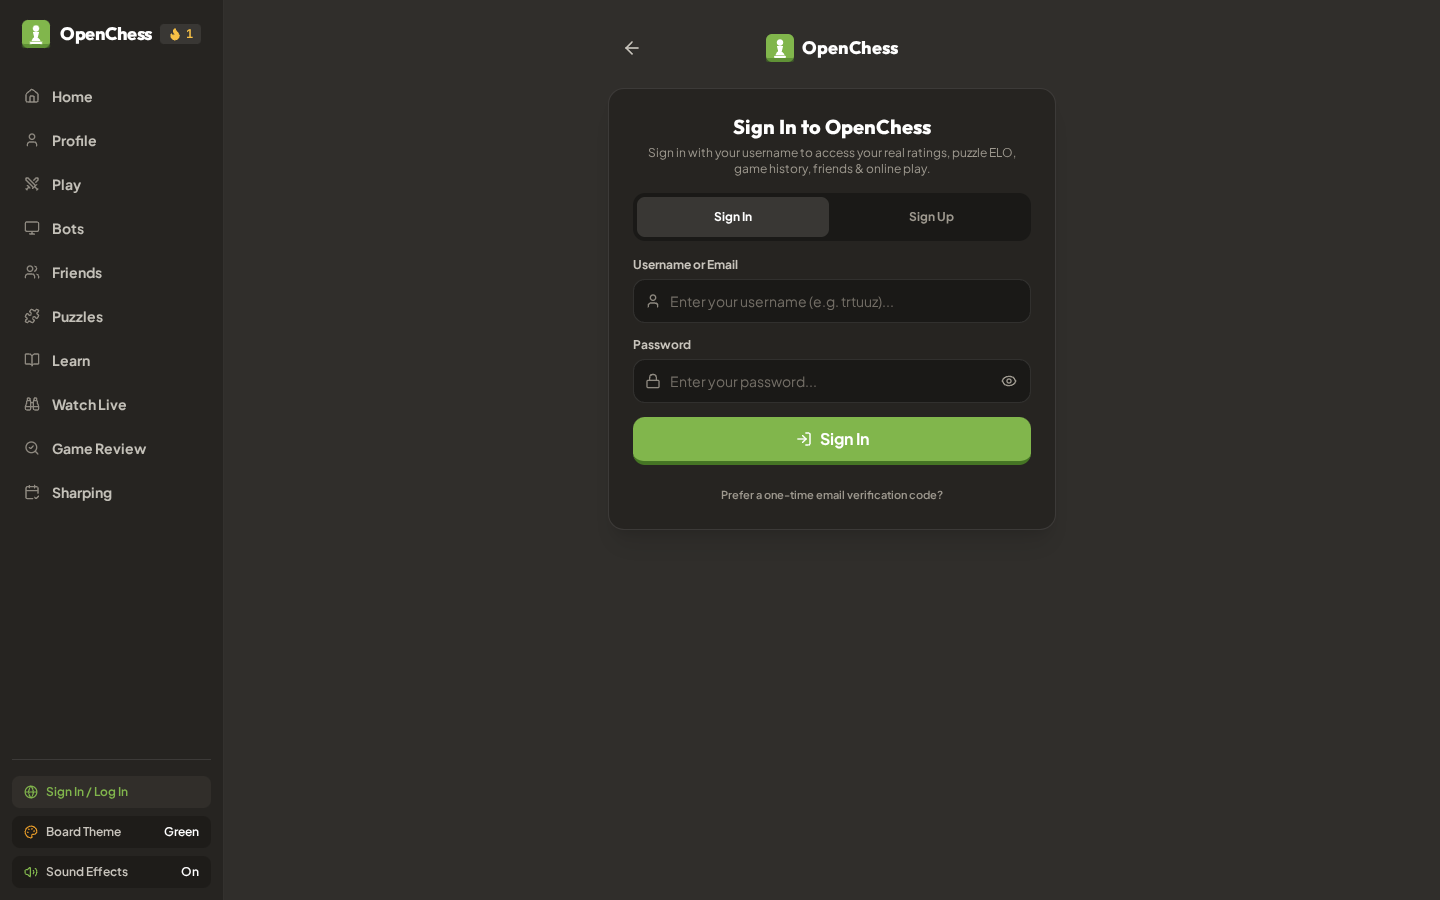 OpenChess 1
Home
Profile
Play
Bots
Friends
Puzzles
Learn
Watch Live
Game Review
Sharping
Sign In / Log In
Board Theme Green
Sound Effects On
OpenChess
Sign In to OpenChess
Sign in with your username to access your real ratings, puzzle ELO,
game history, friends & online play.
Sign In Sign Up
Username or Email
Enter your username (e.g. trtuuz)...
Password
Enter your password...
Sign In
Prefer a one-time email verification code?